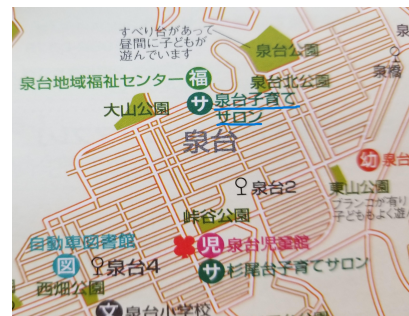 すべり台があって
昼間に子どもが
遊んでいます
泉台公園
泉台地域福祉センター 福
泉台北公園
大山公園
サ 泉台子育て
サロン
泉台
幼 泉台
泉台2
東山公園
ブランコが有り
子どももよく遊
峠谷公園
自動車図書館
児 泉台児童館
図
泉台4
サ 杉尾台子育てサロン
西畑公園
文 泉台小学校